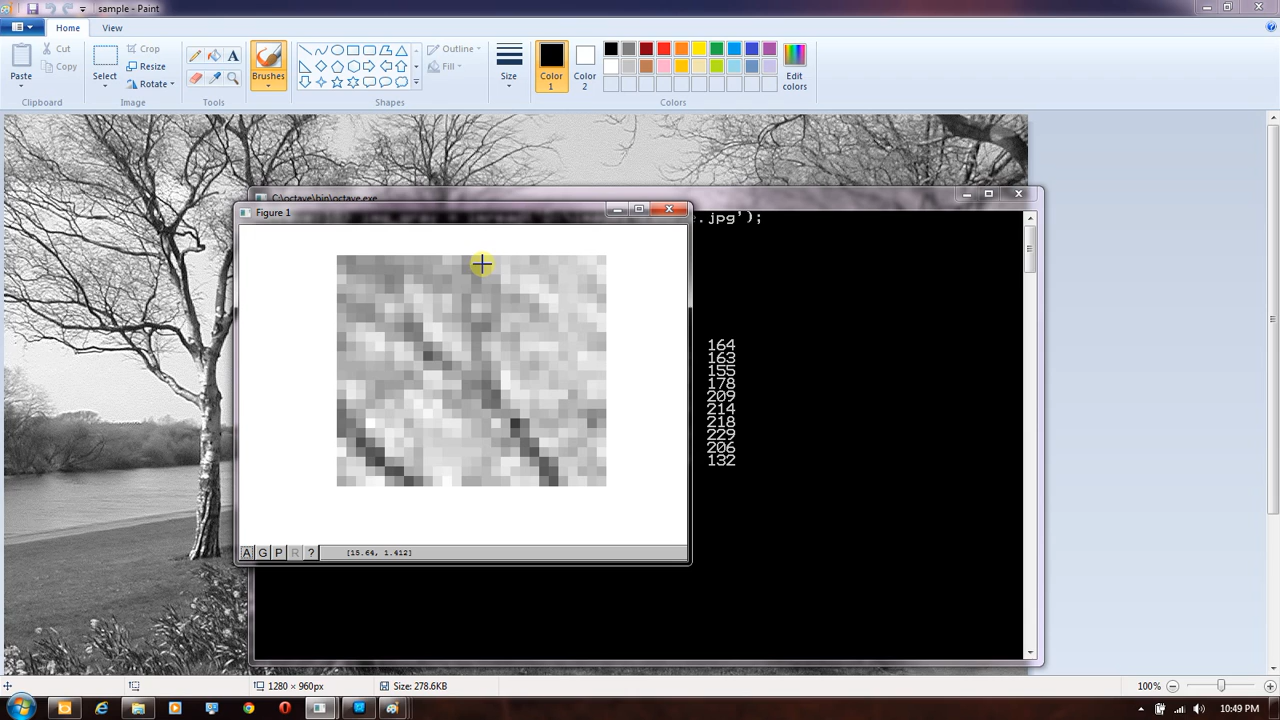 sample - Paint
Home View
Paste
Cut
Copy
Clipboard
Select
Crop
Resize
Rotate
Image
A
Tools
Brushes
Outline
Fill
Shapes
Size
Color
1
Color
2
Edit
colors
Colors
C:\octave\bin\octave.exe
Figure 1
e.jpg');
164
163
155
178
209
214
218
229
206
132
A G P R ? [15.64, 1.412]
1280 × 960px Size: 278.6KB 100%
10:49 PM